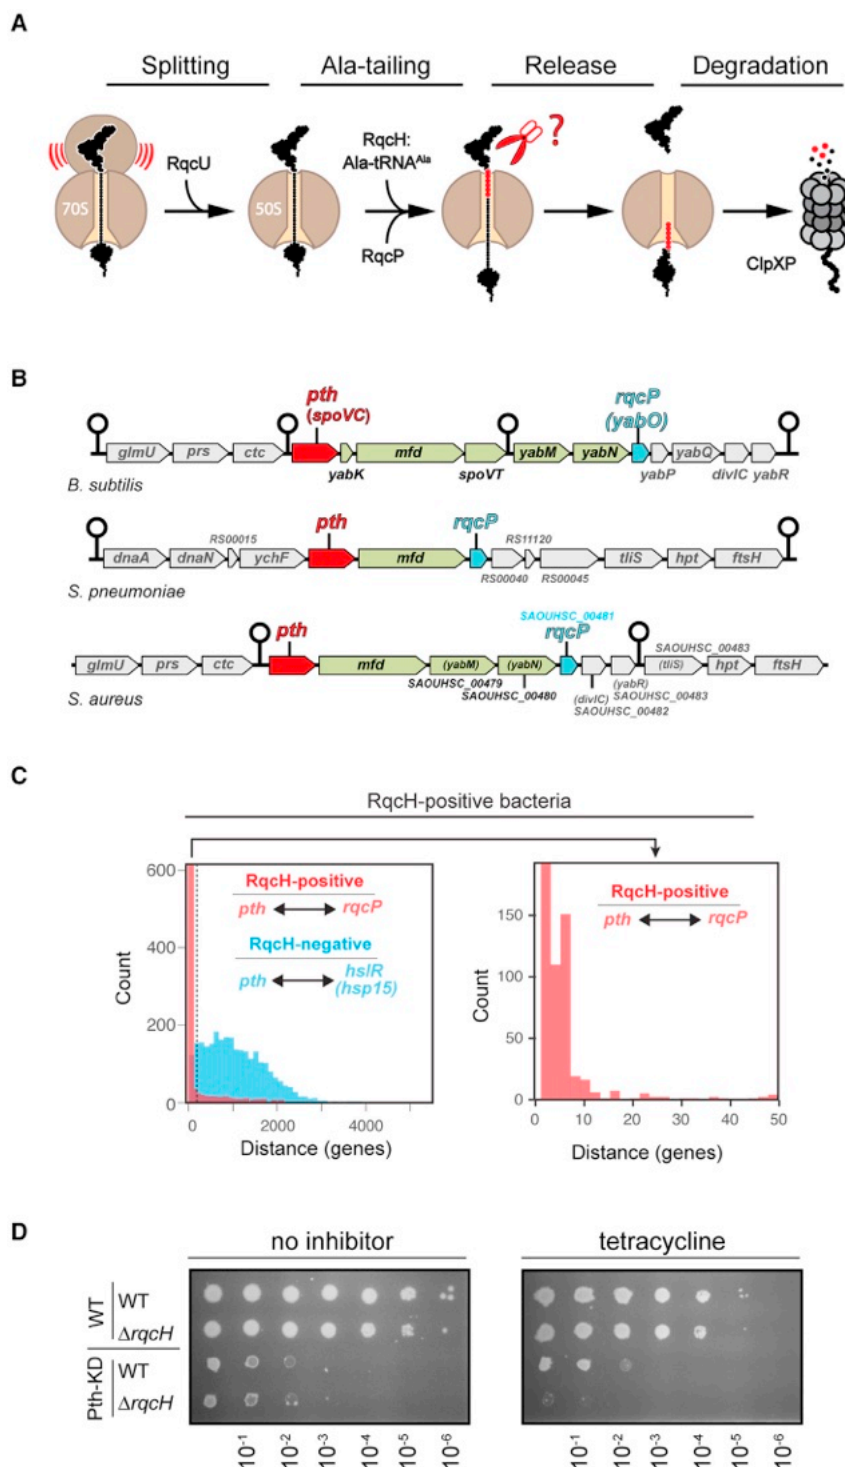 A
Splitting
Ala-tailing
Release
Degradation
RqcU
RqcH:
Ala-tRNAᴬˡᵃ
?
70S
50S
RqcP
ClpXP
B
pth
(spoVC)
rqcP
(yabO)
glmU prs ctc mfd yabM yabN yabQ
yabK spoVT yabP divIC yabR
B. subtilis
pth rqcP RS11120
RS00015
dnaA dnaN ychF mfd tliS hpt ftsH
RS00040 RS00045
S. pneumoniae
SAOUHSC_00481
pth rqcP SAOUHSC_00483
glmU prs ctc mfd (yabM) (yabN) (tliS) hpt ftsH
SAOUHSC_00479 (yabR)
SAOUHSC_00480 (divIC) SAOUHSC_00483
S. aureus SAOUHSC_00482
C
RqcH-positive bacteria
600
400
200
0
Count
RqcH-positive
pth rqcP
RqcH-negative
pth hslR
(hsp15)
0 2000 4000
Distance (genes)
150
100
50
0
Count
RqcH-positive
pth rqcP
0 10 20 30 40 50
Distance (genes)
D
no inhibitor
tetracycline
WT
WT
ΔrqcH
Pth-KD
WT
ΔrqcH
10⁻¹ 10⁻² 10⁻³ 10⁻⁴ 10⁻⁵ 10⁻⁶
10⁻¹ 10⁻² 10⁻³ 10⁻⁴ 10⁻⁵ 10⁻⁶